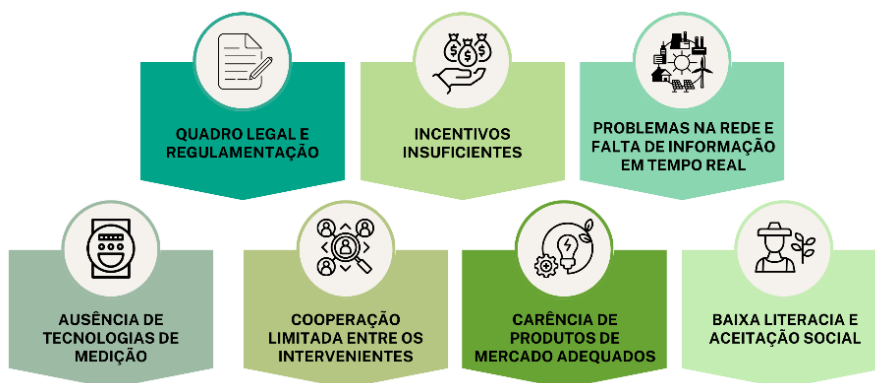 QUADRO LEGAL E
REGULAMENTAÇÃO
INCENTIVOS
INSUFICIENTES
PROBLEMAS NA REDE E
FALTA DE INFORMAÇÃO
EM TEMPO REAL
AUSÊNCIA DE
TECNOLOGIAS DE
MEDIÇÃO
COOPERAÇÃO
LIMITADA ENTRE OS
INTERVENIENTES
CARÊNCIA DE
PRODUTOS DE
MERCADO ADEQUADOS
BAIXA LITERACIA E
ACEITAÇÃO SOCIAL